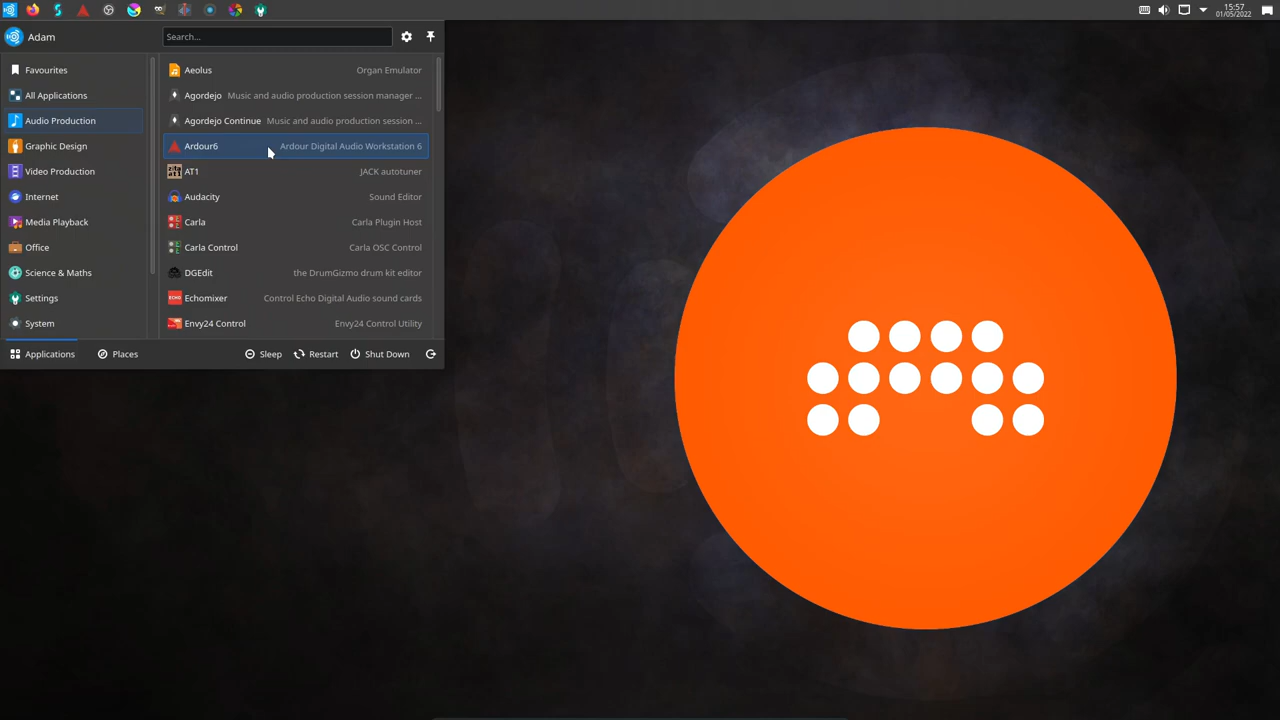 15:57
01/05/2022
Adam
Search...
Favourites
All Applications
Audio Production
Graphic Design
Video Production
Internet
Media Playback
Office
Science & Maths
Settings
System
Aeolus Organ Emulator
Agordejo Music and audio production session manager ...
Agordejo Continue Music and audio production session ...
Ardour6 Ardour Digital Audio Workstation 6
AT1 JACK autotuner
Audacity Sound Editor
Carla Carla Plugin Host
Carla Control Carla OSC Control
DGEdit the DrumGizmo drum kit editor
ECHO Echomixer Control Echo Digital Audio sound cards
Envy24 Control Envy24 Control Utility
Applications Places Sleep Restart Shut Down